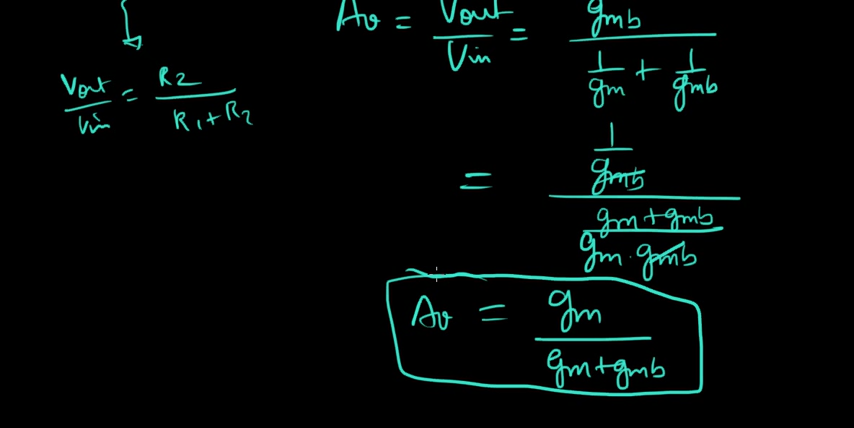 Av = Vout/Vin = gmb / (1/gm + 1/gmb)
Vout/Vin = R2/(R1+R2)
= (1/gmb) / ((gm+gmb)/(gm·gmb))
Av = gm/(gm+gmb)